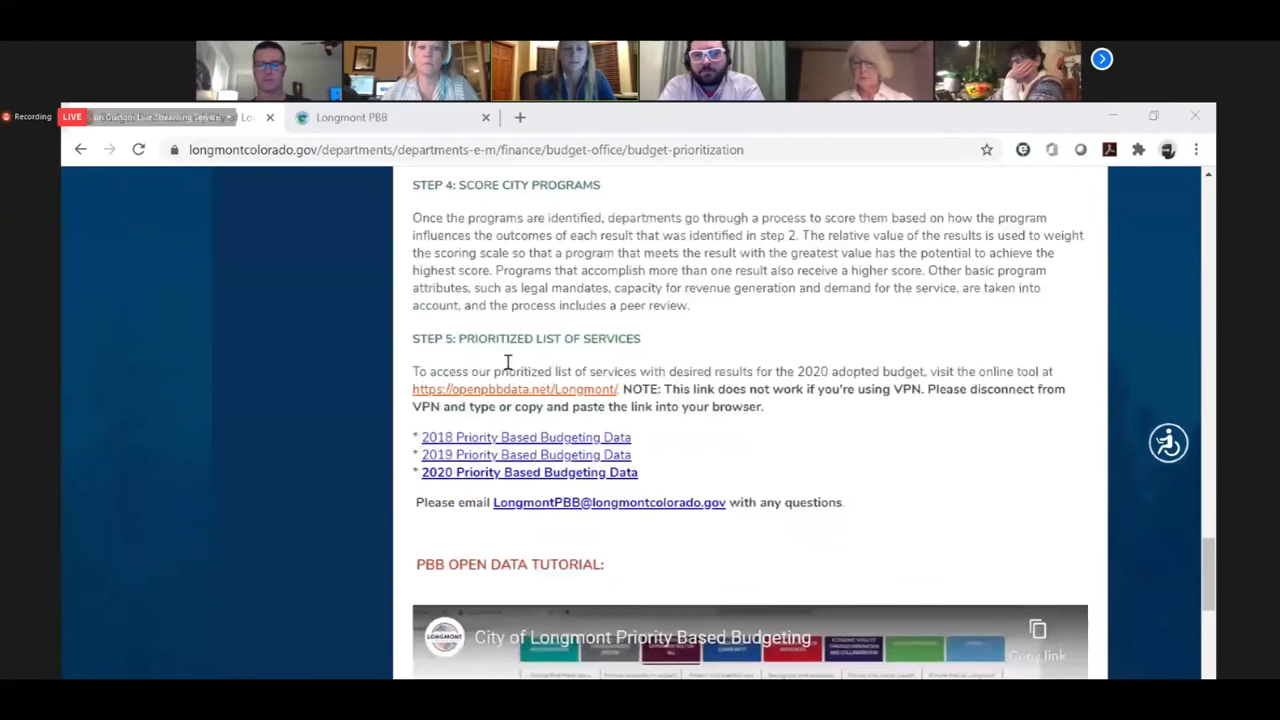 Recording
LIVE
on Custom Live Streaming Service
Longmont PBB
longmontcolorado.gov/departments/departments-e-m/finance/budget-office/budget-prioritization
STEP 4: SCORE CITY PROGRAMS
Once the programs are identified, departments go through a process to score them based on how the program
influences the outcomes of each result that was identified in step 2. The relative value of the results is used to weight
the scoring scale so that a program that meets the result with the greatest value has the potential to achieve the
highest score. Programs that accomplish more than one result also receive a higher score. Other basic program
attributes, such as legal mandates, capacity for revenue generation and demand for the service, are taken into
account, and the process includes a peer review.
STEP 5: PRIORITIZED LIST OF SERVICES
To access our prioritized list of services with desired results for the 2020 adopted budget, visit the online tool at
https://openpbbdata.net/Longmont/. NOTE: This link does not work if you're using VPN. Please disconnect from
VPN and type or copy and paste the link into your browser.
* 2018 Priority Based Budgeting Data
* 2019 Priority Based Budgeting Data
* 2020 Priority Based Budgeting Data
Please email LongmontPBB@longmontcolorado.gov with any questions.
PBB OPEN DATA TUTORIAL:
LONGMONT
City of Longmont Priority Based Budgeting
Copy link